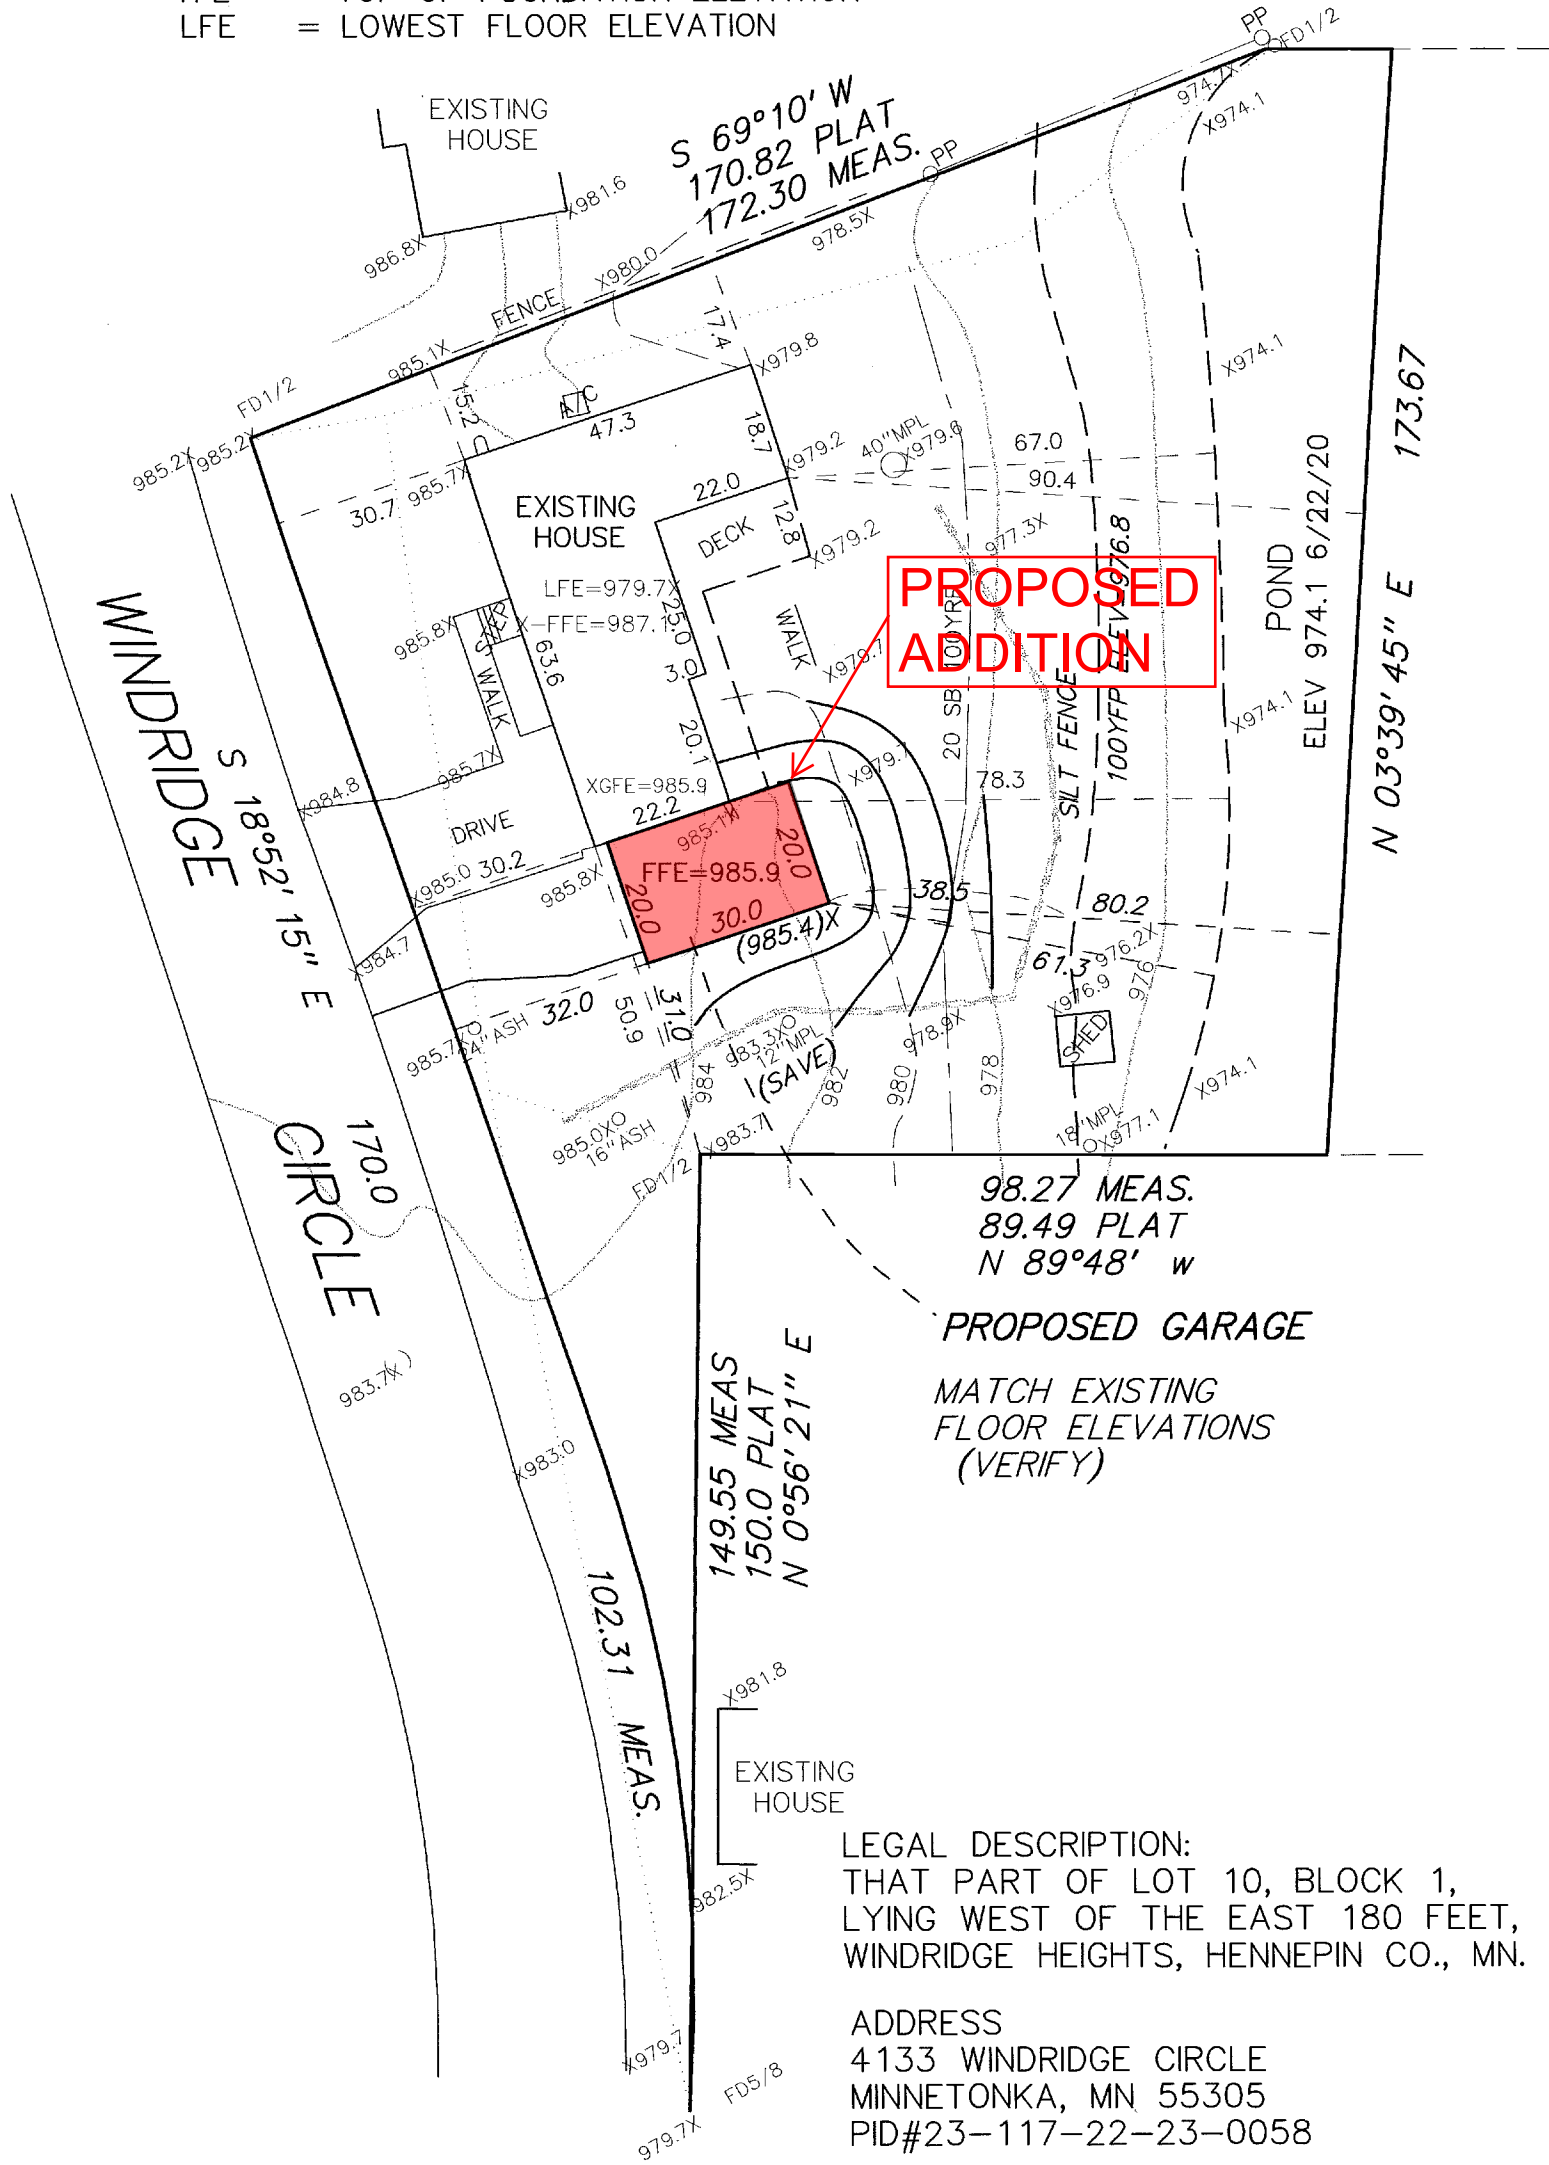 LFE = LOWEST FLOOR ELEVATION
PP
FD1/2
EXISTING
HOUSE
S 69°10' W
170.82 PLAT
172.30 MEAS.
PP
974.7X
X974.1
X981.6
986.8X
X980.0
978.5X
FENCE
985.1X
17.4
X979.8
X974.1
FD1/2
15.2
A/C
47.3
18.7
173.67
985.2X
985.2X
985.7X
30.7
X979.2
40"MPL
X979.6
67.0
90.4
EXISTING
HOUSE
22.0
DECK
12.8
X979.2
977.3X
100YFP ELEV=976.8
POND
ELEV 974.1 6/22/20
PROPOSED
ADDITION
LFE=979.7X
X-FFE=987.1
25.0
3.0
985.8X
WALK
63.6
WALK
X979.7
20 SB 100YRF
SILT FENCE
X974.1
N 03°39'45" E
WINDRIDGE
S 18°52'15" E
X984.8
985.7X
20.1
XGFE=985.9
22.2
X979.7
78.3
DRIVE
985.1X
FFE=985.9
20.0
X985.0
30.2
985.8X
20.0
30.0
(985.4)X
38.5
80.2
X984.7
61.3
976.2X
976
X976.9
SHED
985.7X
24"ASH
32.0
50.9
31.0
983.3X
12"MPL
(SAVE)
978.9X
984
982
980
978
X974.1
985.0X
16"ASH
FD1/2
X983.7
18"MPL
X977.1
170.0
CIRCLE
98.27 MEAS.
89.49 PLAT
N 89°48' w
PROPOSED GARAGE
MATCH EXISTING
FLOOR ELEVATIONS
(VERIFY)
983.7X
X983.0
149.55 MEAS
150.0 PLAT
N 0°56'21" E
102.31 MEAS.
X981.8
EXISTING
HOUSE
982.5X
LEGAL DESCRIPTION:
THAT PART OF LOT 10, BLOCK 1,
LYING WEST OF THE EAST 180 FEET,
WINDRIDGE HEIGHTS, HENNEPIN CO., MN.
ADDRESS
4133 WINDRIDGE CIRCLE
MINNETONKA, MN 55305
PID#23-117-22-23-0058
X979.7
FD5/8
979.7X